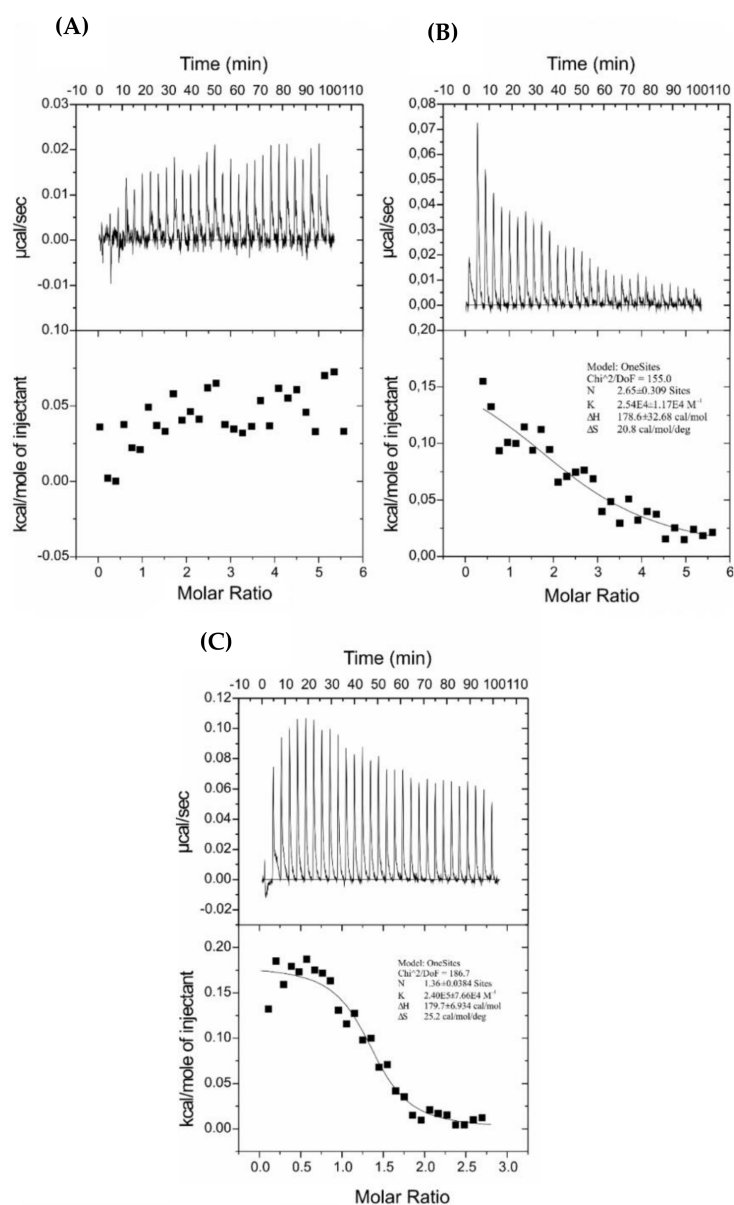 (A)
Time (min)
-10 0 10 20 30 40 50 60 70 80 90 100 110
0.03
0.02
0.01
0.00
-0.01
µcal/sec
0.10
0.05
0.00
-0.05
kcal/mole of injectant
0 1 2 3 4 5 6
Molar Ratio
(B)
Time (min)
-10 0 10 20 30 40 50 60 70 80 90 100 110
0,08
0,07
0,06
0,05
0,04
0,03
0,02
0,01
0,00
µcal/sec
0,20
0,15
0,10
0,05
0,00
kcal/mole of injectant
Model: OneSites
Chi^2/DoF = 155.0
N 2.65±0.309 Sites
K 2.54E4±1.17E4 M⁻¹
ΔH 178.6±32.68 cal/mol
ΔS 20.8 cal/mol/deg
0 1 2 3 4 5 6
Molar Ratio
(C)
Time (min)
-10 0 10 20 30 40 50 60 70 80 90 100 110
0.12
0.10
0.08
0.06
0.04
0.02
0.00
-0.02
µcal/sec
0.20
0.15
0.10
0.05
0.00
kcal/mole of injectant
Model: OneSites
Chi^2/DoF = 186.7
N 1.36±0.0384 Sites
K 2.40E5±7.66E4 M⁻¹
ΔH 179.7±6.934 cal/mol
ΔS 25.2 cal/mol/deg
0.0 0.5 1.0 1.5 2.0 2.5 3.0
Molar Ratio